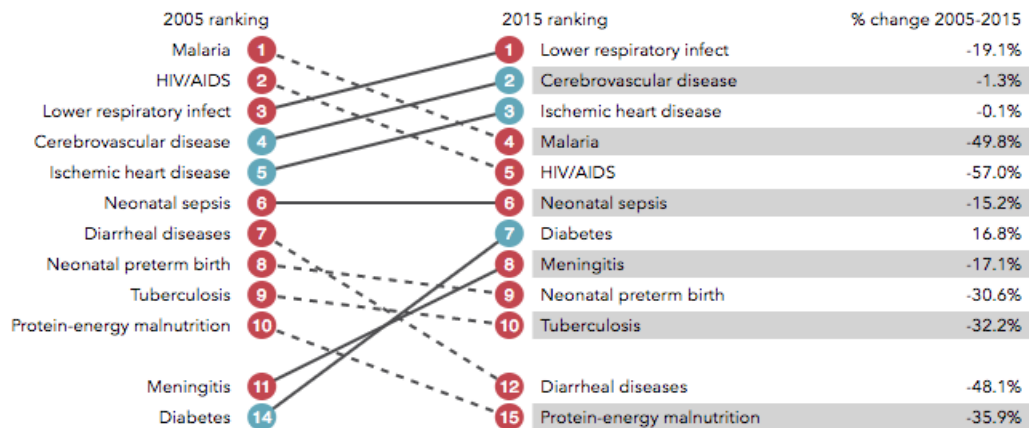 2005 ranking 2015 ranking % change 2005-2015
Malaria 1 1 Lower respiratory infect -19.1%
HIV/AIDS 2 2 Cerebrovascular disease -1.3%
Lower respiratory infect 3 3 Ischemic heart disease -0.1%
Cerebrovascular disease 4 4 Malaria -49.8%
Ischemic heart disease 5 5 HIV/AIDS -57.0%
Neonatal sepsis 6 6 Neonatal sepsis -15.2%
Diarrheal diseases 7 7 Diabetes 16.8%
Neonatal preterm birth 8 8 Meningitis -17.1%
Tuberculosis 9 9 Neonatal preterm birth -30.6%
Protein-energy malnutrition 10 10 Tuberculosis -32.2%
Meningitis 11 12 Diarrheal diseases -48.1%
Diabetes 14 15 Protein-energy malnutrition -35.9%